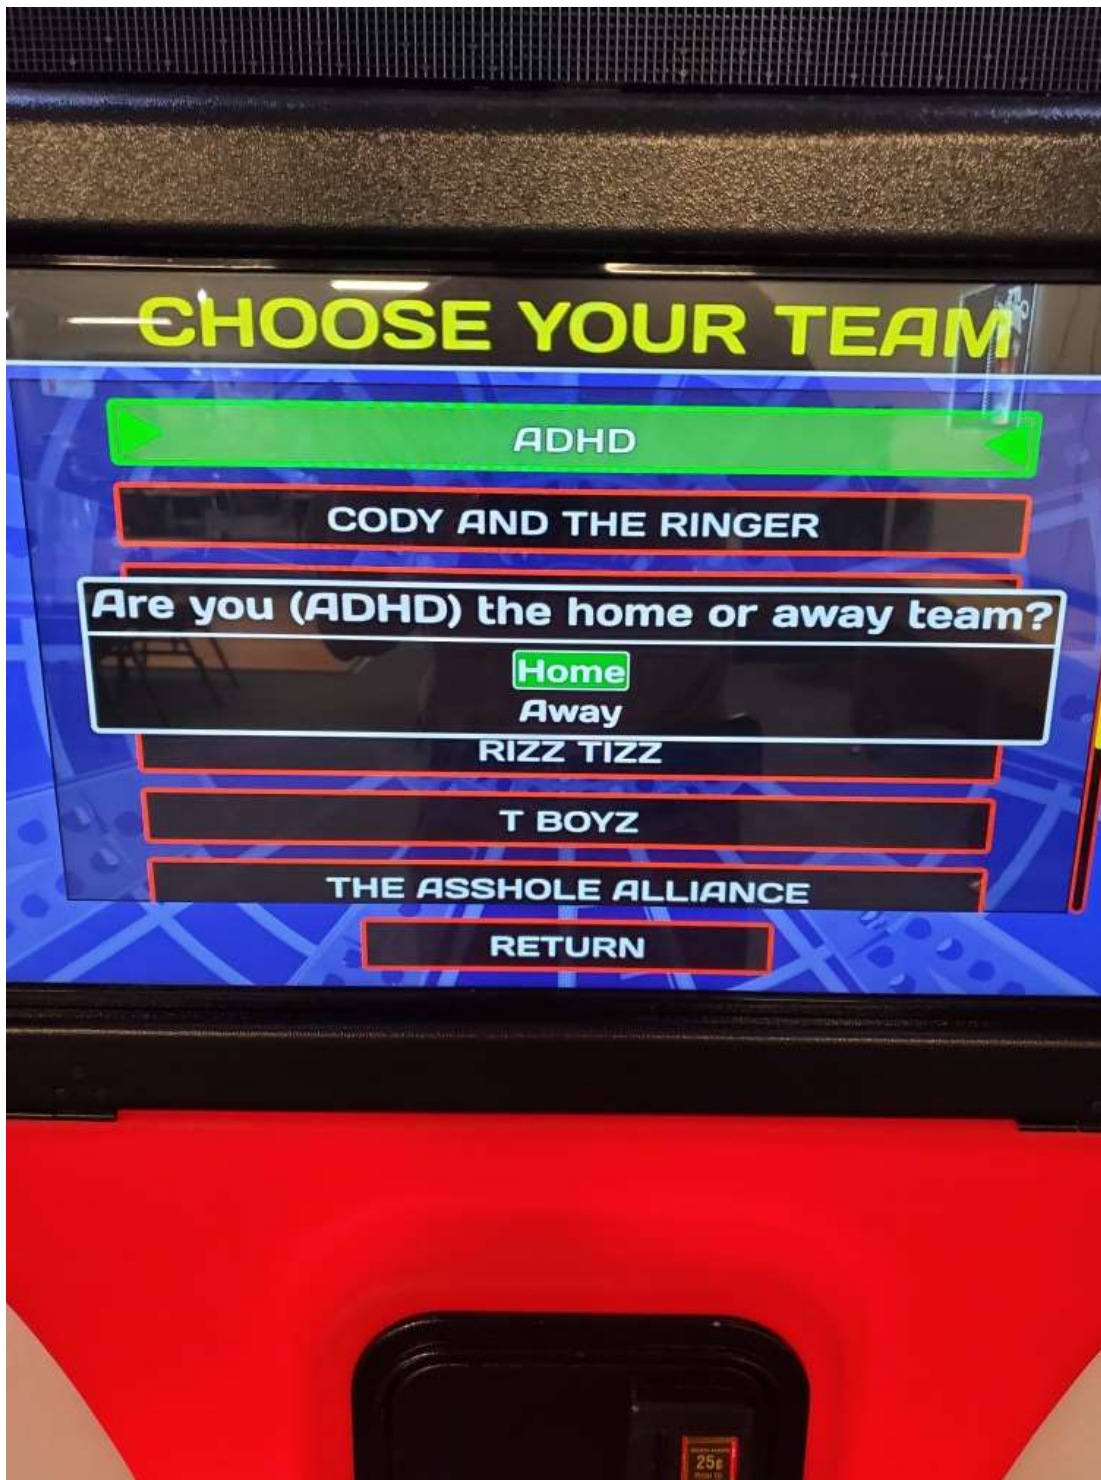 CHOOSE YOUR TEAM
ADHD
CODY AND THE RINGER
Are you (ADHD) the home or away team?
Home
Away
RIZZ TIZZ
T BOYZ
THE ASSHOLE ALLIANCE
RETURN
25¢